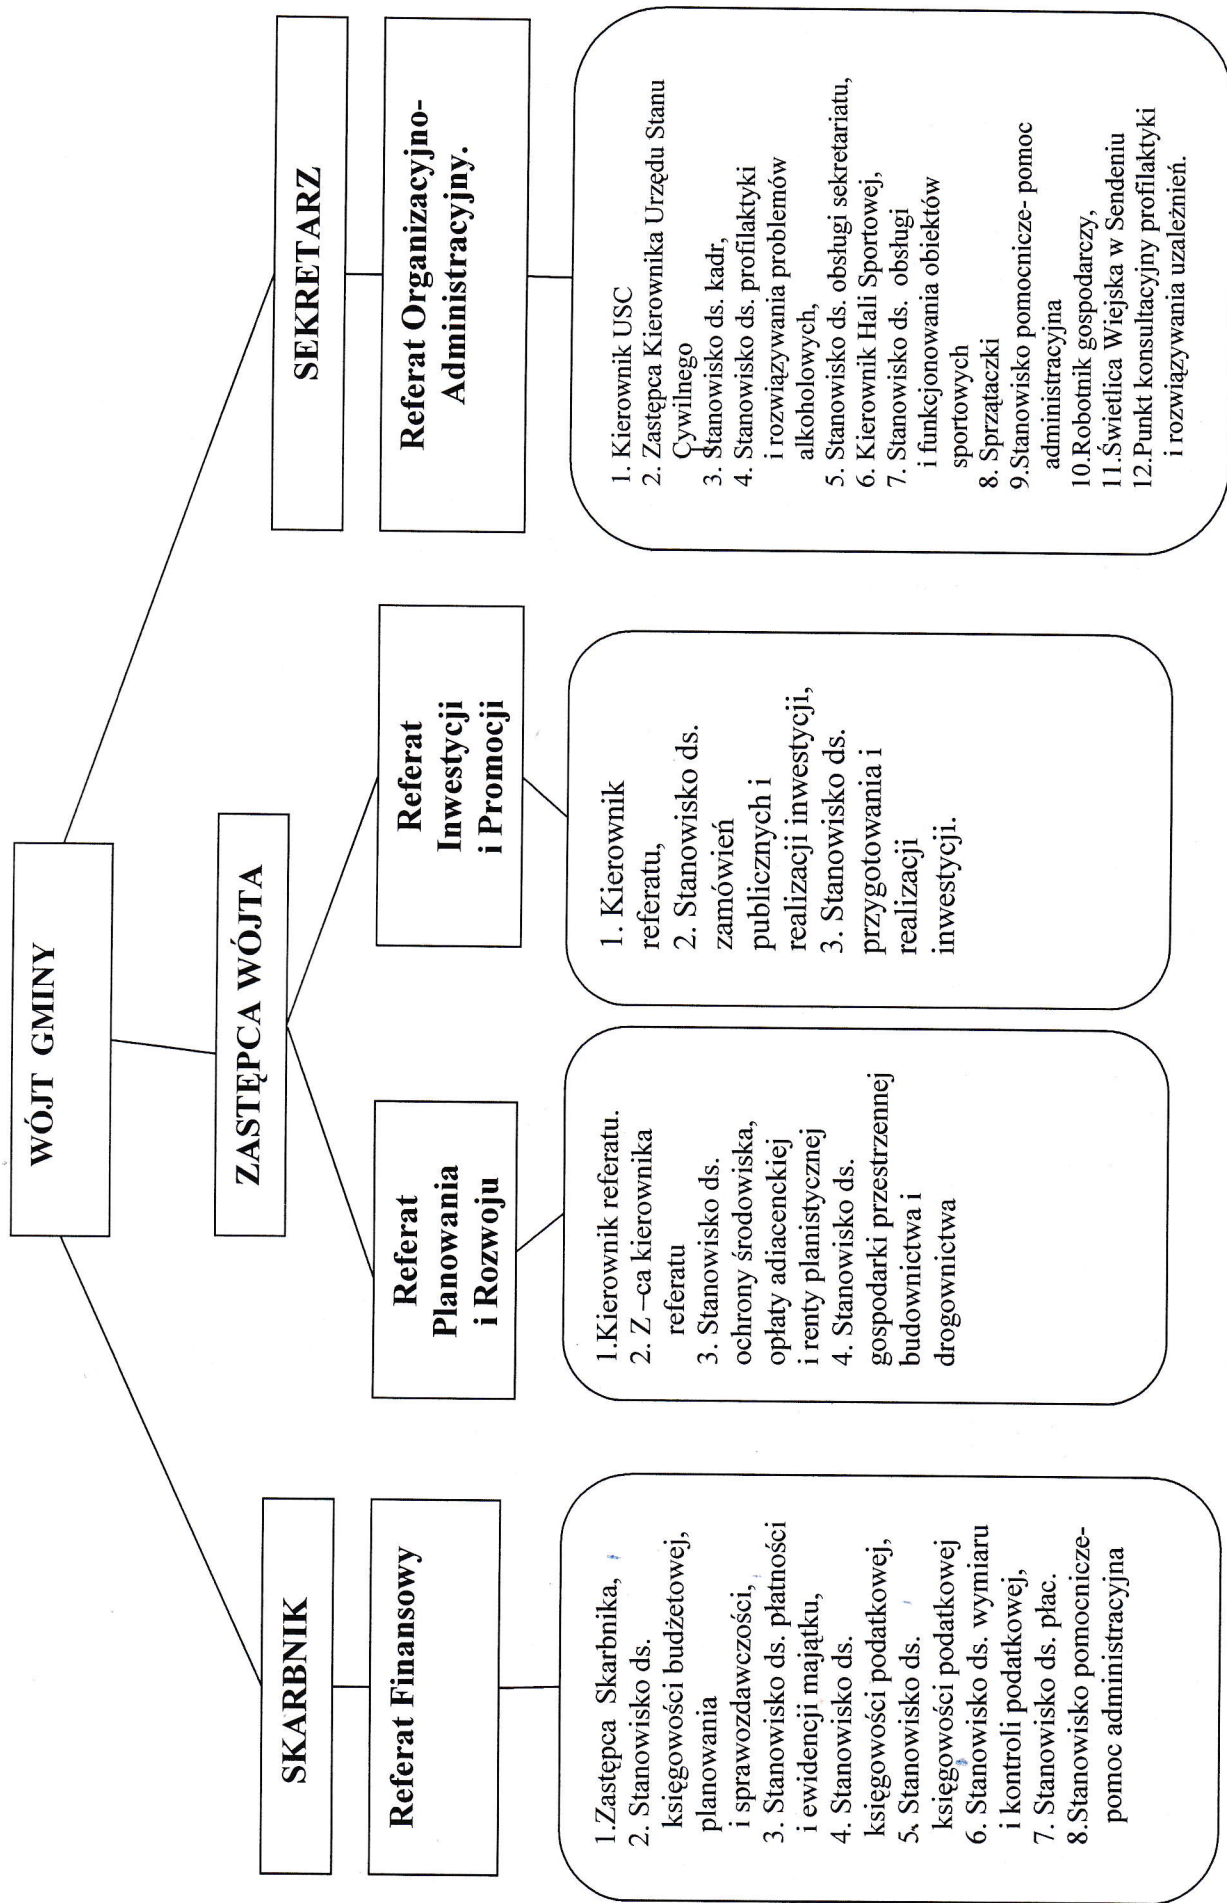 WÓJT GMINY
ZASTĘPCA WÓJTA
SKARBNIK
Referat Finansowy
1.Zastępca Skarbnika,
2. Stanowisko ds.
księgowości budżetowej,
planowania
i sprawozdawczości,
3. Stanowisko ds. płatności
i ewidencji majątku,
4. Stanowisko ds.
księgowości podatkowej,
5. Stanowisko ds.
księgowości podatkowej
6. Stanowisko ds. wymiaru
i kontroli podatkowej,
7. Stanowisko ds. płac.
8.Stanowisko pomocnicze-
pomoc administracyjna
Referat
Planowania
i Rozwoju
1.Kierownik referatu.
2. Z –ca kierownika
referatu
3. Stanowisko ds.
ochrony środowiska,
opłaty adiacenckiej
i renty planistycznej
4. Stanowisko ds.
gospodarki przestrzennej
budownictwa i
drogownictwa
Referat
Inwestycji
i Promocji
1. Kierownik
referatu,
2. Stanowisko ds.
zamówień
publicznych i
realizacji inwestycji,
3. Stanowisko ds.
przygotowania i
realizacji
inwestycji.
SEKRETARZ
Referat Organizacyjno-
Administracyjny.
1. Kierownik USC
2. Zastępca Kierownika Urzędu Stanu
Cywilnego
3. Stanowisko ds. kadr,
4. Stanowisko ds. profilaktyki
i rozwiązywania problemów
alkoholowych,
5. Stanowisko ds. obsługi sekretariatu,
6. Kierownik Hali Sportowej,
7. Stanowisko ds. obsługi
i funkcjonowania obiektów
sportowych
8. Sprzątaczki
9.Stanowisko pomocnicze- pomoc
administracyjna
10.Robotnik gospodarczy,
11.Świetlica Wiejska w Sendeniu
12.Punkt konsultacyjny profilaktyki
i rozwiązywania uzależnień.